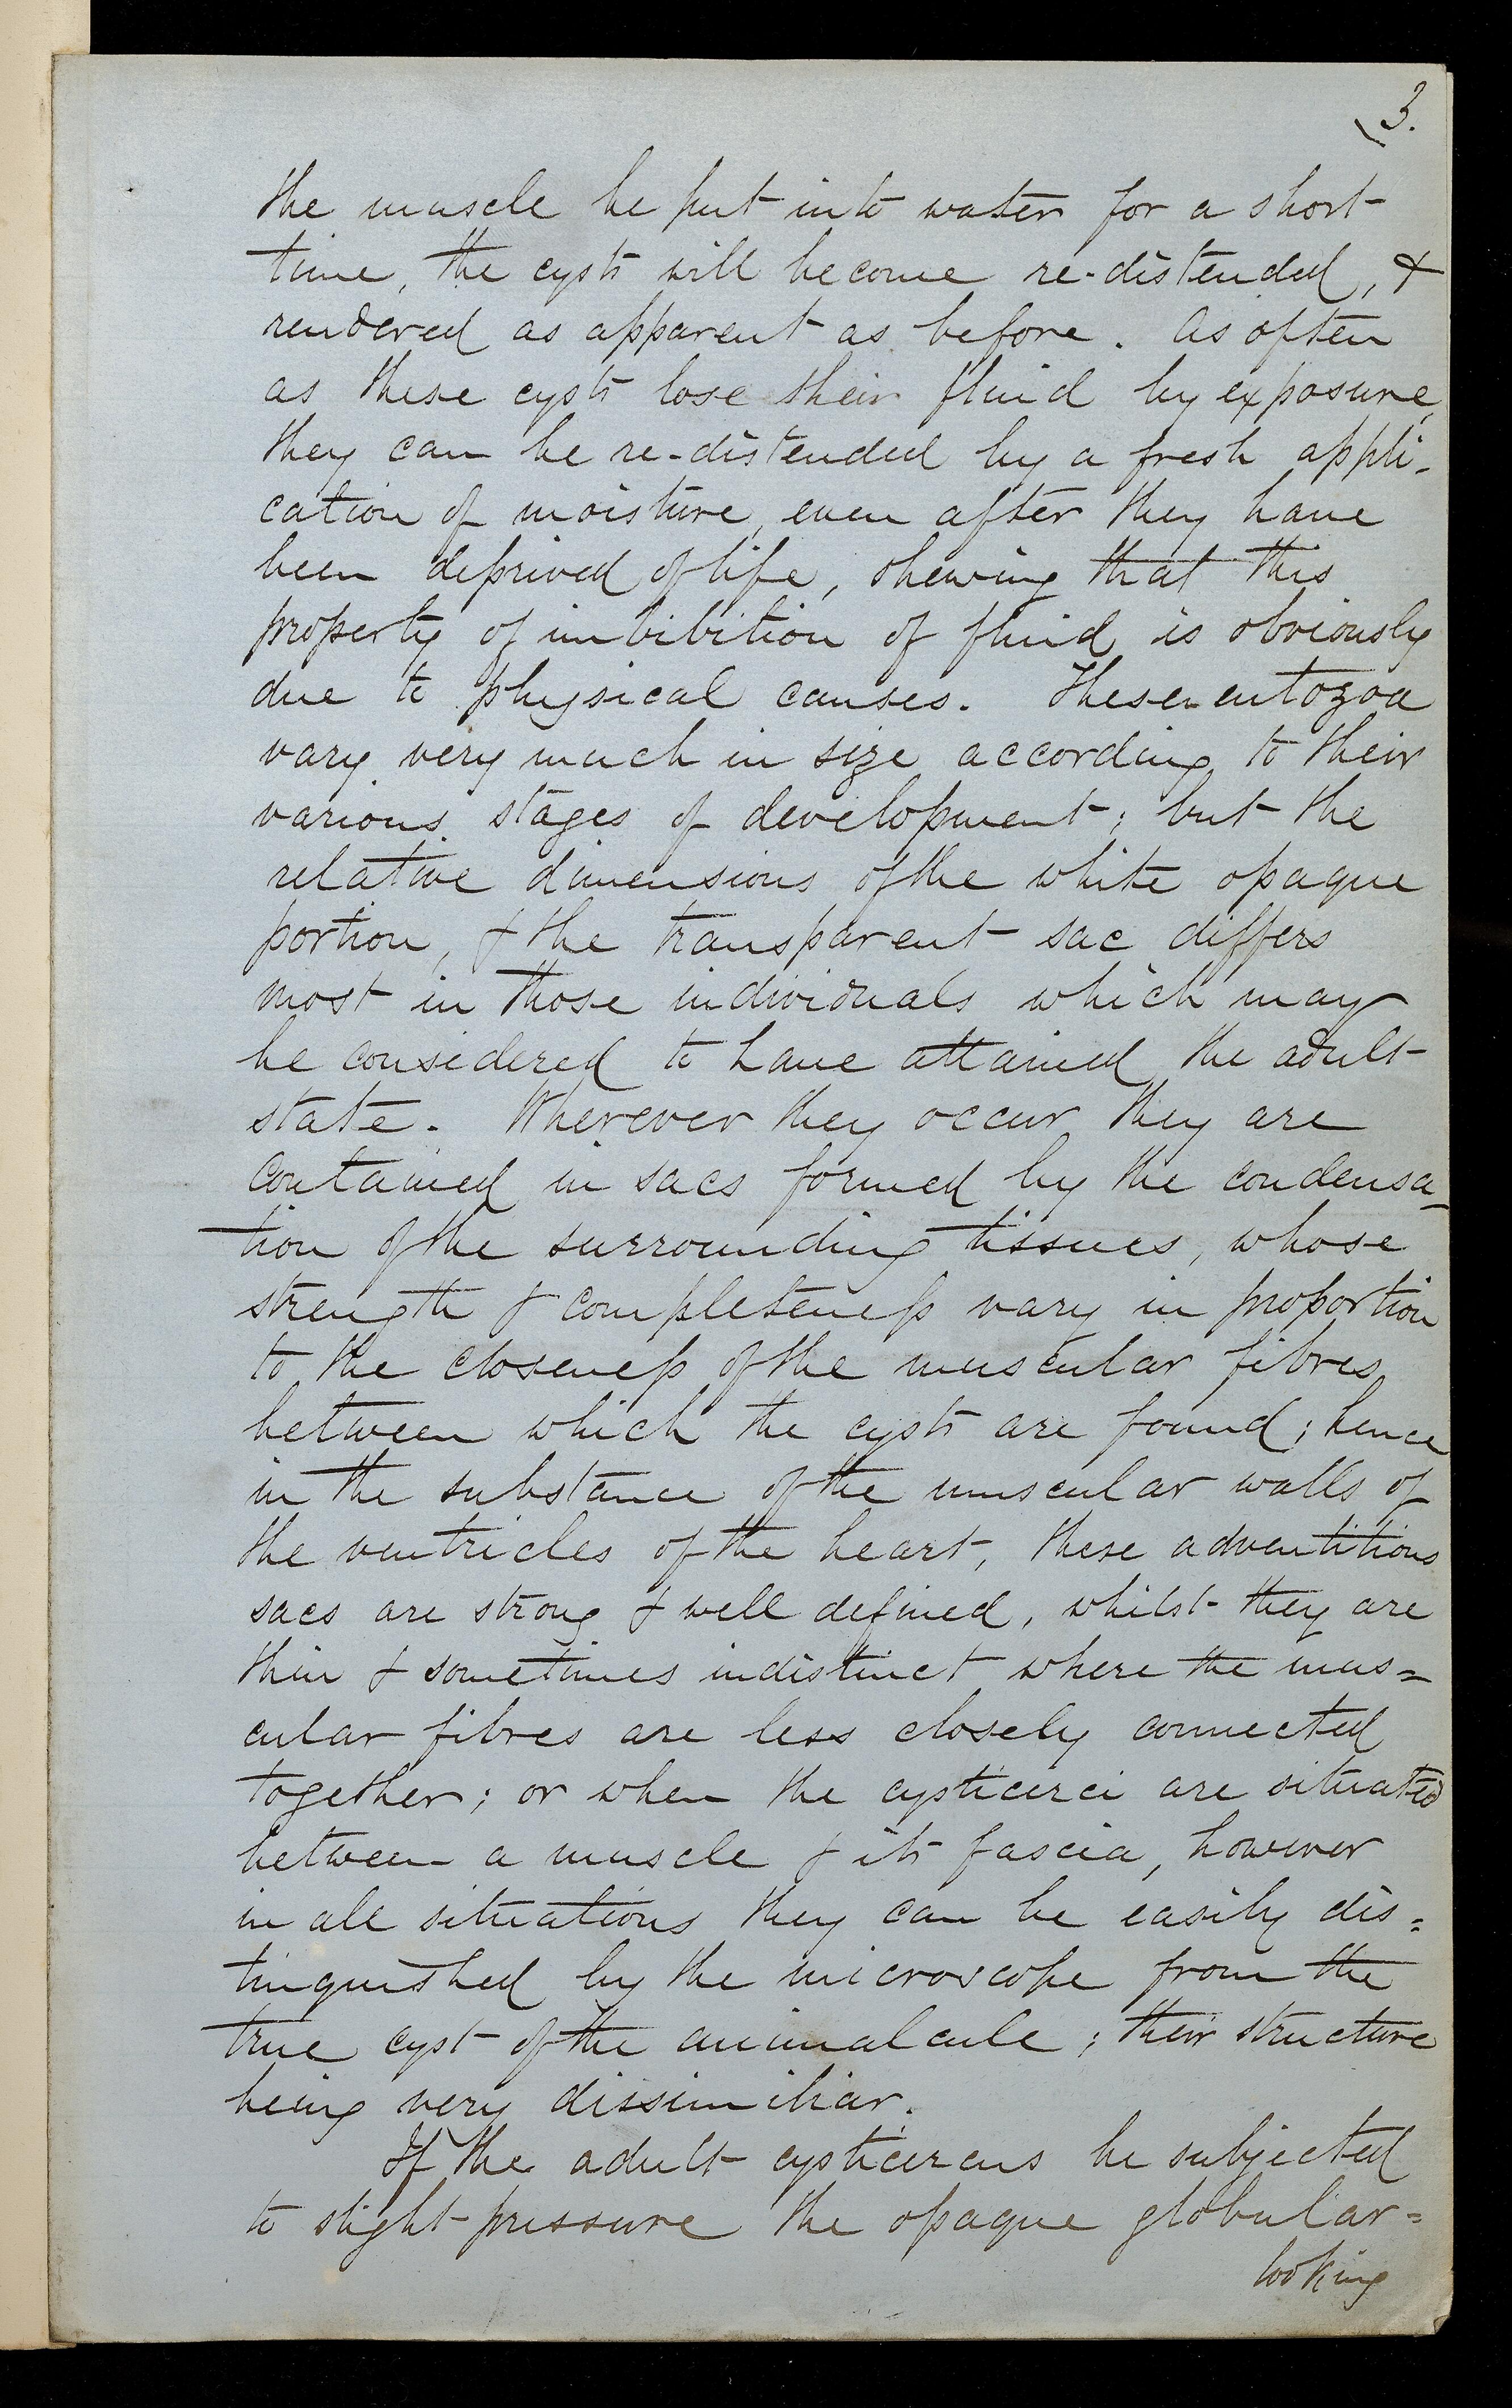 3.
the muscle be put into water for a short
time, the cysts will become re-distended, &
rendered as apparent as before. As often
as these cysts lose their fluid by exposure,
they can be re-distended by a fresh appli-
cation of moisture, even after they have
been deprived of life, shewing that this
property of imbibition of fluid is obviously
due to physical causes. These entozoa
vary very much in size according to their
various stages of development; but the
relative dimensions of the white opaque
portion, & the transparent sac differs
most in those individuals which may
be considered to have attained the adult
state. Wherever they occur they are
contained in sacs formed by the condensa-
tion of the surrounding tissues, whose
strength & completeness vary in proportion
to the closeness of the muscular fibres
between which the cysts are found; hence
in the substance of the muscular walls of
the ventricles of the heart, these adventitious
sacs are strong & well defined, whilst they are
thin & sometimes indistinct where the mus=
cular fibres are less closely connected
together; or when the cysticerci are situated
between a muscle & its fascia, however
in all situations they can be easily dis=
tinguished by the microscope from the
true cyst of the animalcule; their structure
being very dissimiliar.
If the adult cysticercus be subjected
to slight pressure the opaque globular=
looking